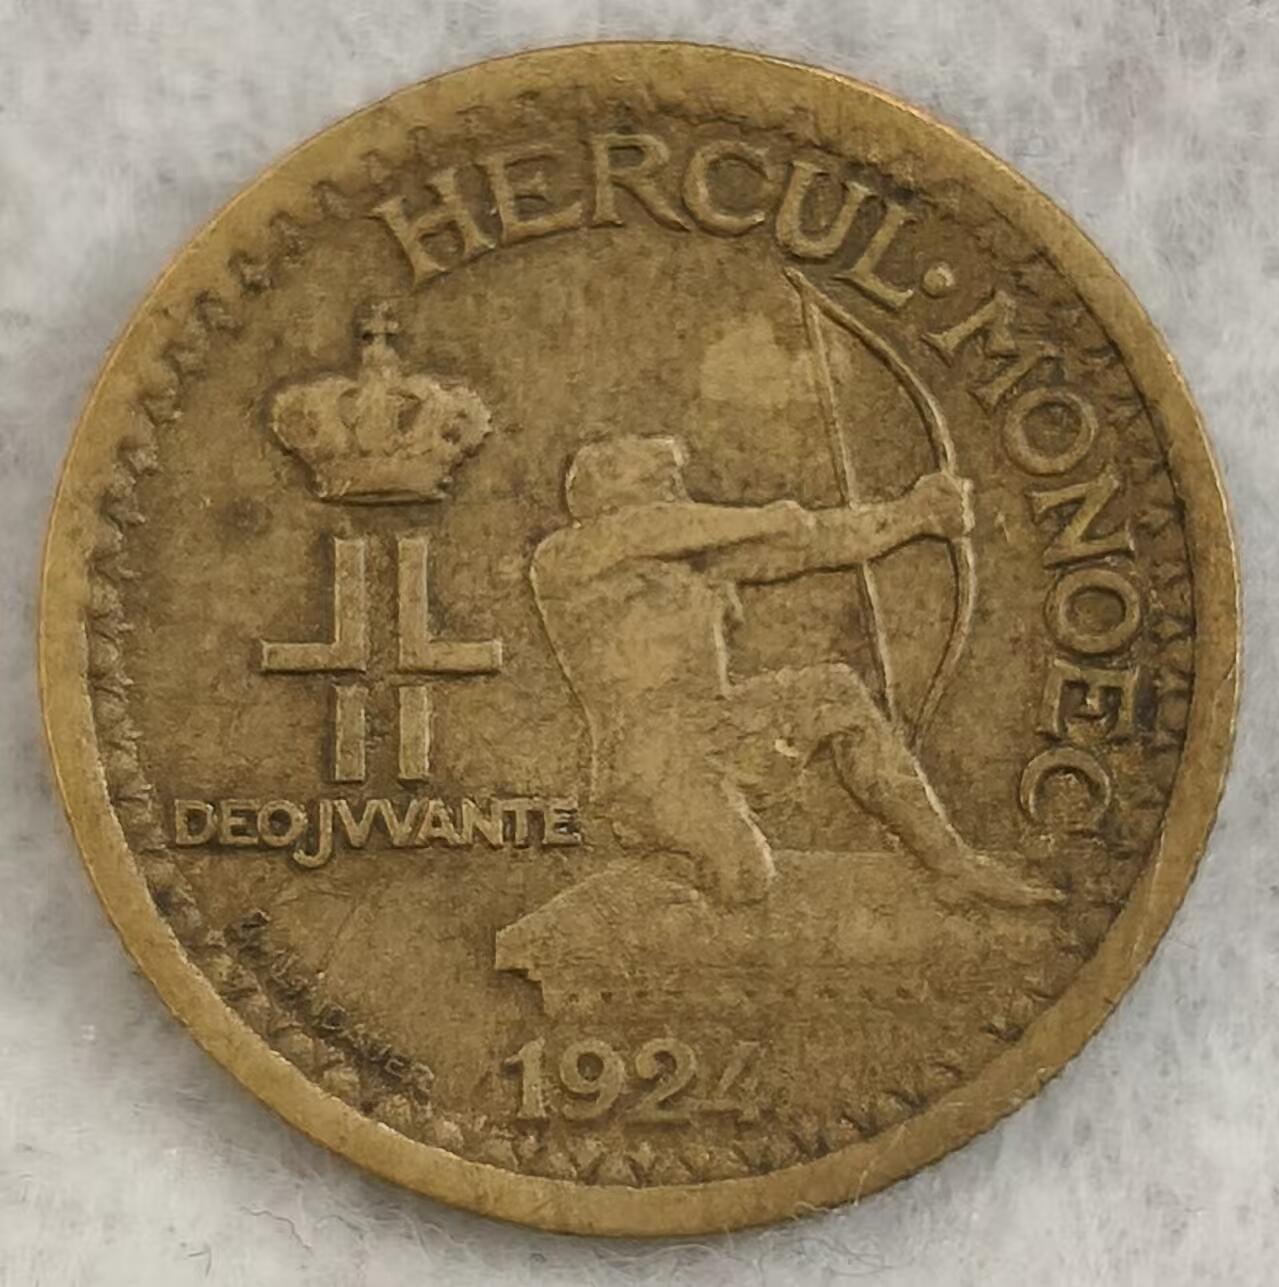 HERCUL·MONOEC
DEO JVVANTE
1924